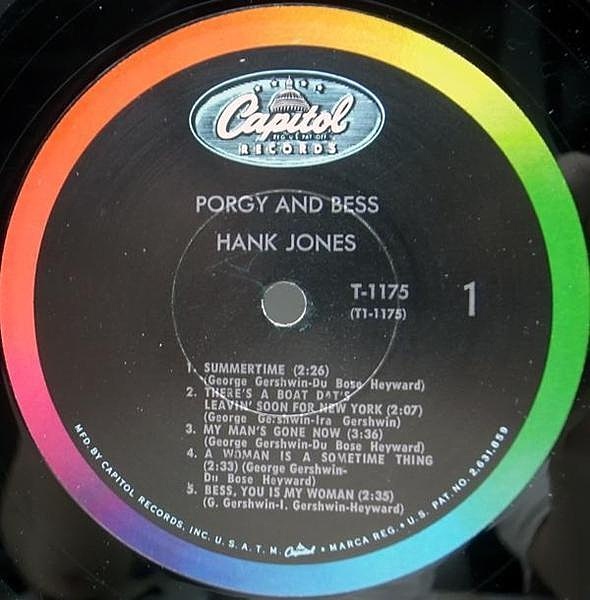 Capitol
REG. U.S. PAT. OFF.
RECORDS
PORGY AND BESS
HANK JONES
T-1175
(T1-1175)
1
1. SUMMERTIME (2:26)
(George Gershwin-Du Bose Heyward)
2. THERE'S A BOAT DAT'S
LEAVIN' SOON FOR NEW YORK (2:07)
(George Gershwin-Ira Gershwin)
3. MY MAN'S GONE NOW (3:36)
(George Gershwin-Du Bose Heyward)
4. A WOMAN IS A SOMETIME THING
(2:33) (George Gershwin-
Du Bose Heyward)
5. BESS, YOU IS MY WOMAN (2:35)
(G. Gershwin-I. Gershwin-Heyward)
MFD. BY CAPITOL RECORDS, INC. U. S. A. T. M. Capitol • MARCA REG. • U.S. PAT. NO. 2,631,859